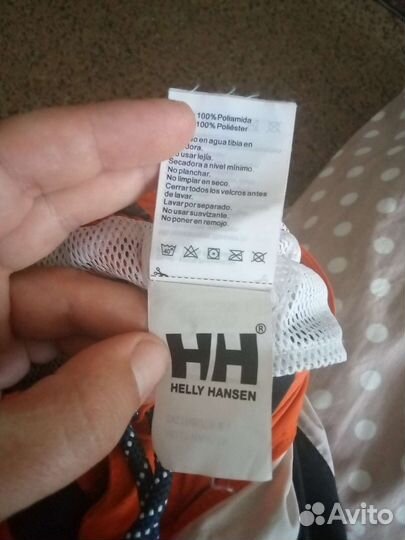 100% Poliamida
100% Poliéster
en agua tibia en
usar lejía.
Secadora a nivel mínimo
No planchar.
No limpiar en seco.
Cerrar todos los velcros antes
de lavar.
Lavar por separado.
No usar suavizante.
No poner en remojo.
40°
HH®
HELLY HANSEN
Avito